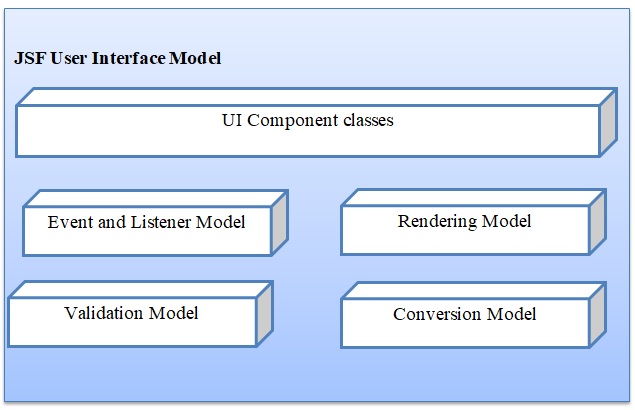 JSF User Interface Model
UI Component classes
Event and Listener Model
Rendering Model
Validation Model
Conversion Model